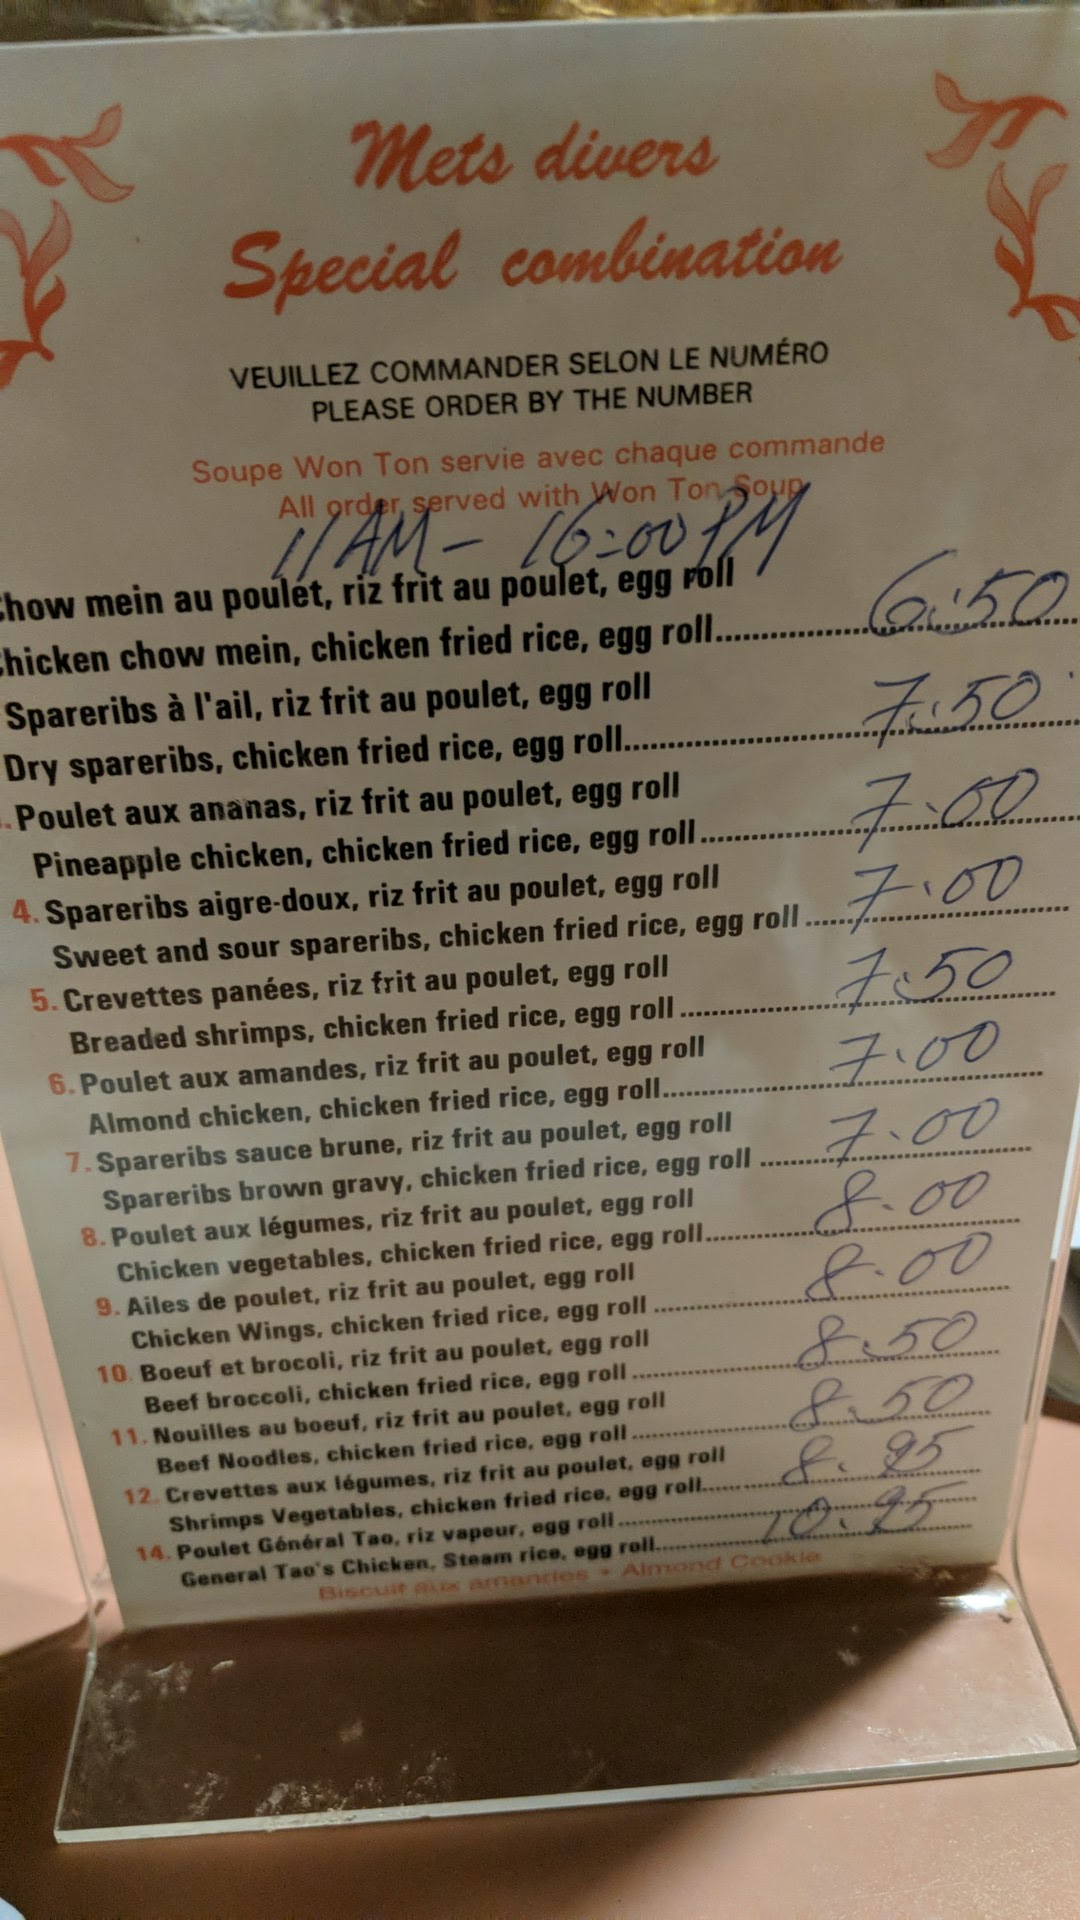 Mets divers
Special combination
VEUILLEZ COMMANDER SELON LE NUMÉRO
PLEASE ORDER BY THE NUMBER
Soupe Won Ton servie avec chaque commande
All order served with Won Ton Soup
11 AM - 16:00 PM
Chow mein au poulet, riz frit au poulet, egg roll
Chicken chow mein, chicken fried rice, egg roll 6.50
Spareribs à l'ail, riz frit au poulet, egg roll
Dry spareribs, chicken fried rice, egg roll 7.50
Poulet aux ananas, riz frit au poulet, egg roll
Pineapple chicken, chicken fried rice, egg roll 7.00
4. Spareribs aigre-doux, riz frit au poulet, egg roll
Sweet and sour spareribs, chicken fried rice, egg roll 7.00
5. Crevettes panées, riz frit au poulet, egg roll
Breaded shrimps, chicken fried rice, egg roll 7.50
6. Poulet aux amandes, riz frit au poulet, egg roll
Almond chicken, chicken fried rice, egg roll 7.00
7. Spareribs sauce brune, riz frit au poulet, egg roll
Spareribs brown gravy, chicken fried rice, egg roll 7.00
8. Poulet aux légumes, riz frit au poulet, egg roll
Chicken vegetables, chicken fried rice, egg roll 8.00
9. Ailes de poulet, riz frit au poulet, egg roll
Chicken Wings, chicken fried rice, egg roll 8.00
10. Boeuf et brocoli, riz frit au poulet, egg roll
Beef broccoli, chicken fried rice, egg roll 8.50
11. Nouilles au boeuf, riz frit au poulet, egg roll
Beef Noodles, chicken fried rice, egg roll 8.50
12. Crevettes aux légumes, riz frit au poulet, egg roll
Shrimps Vegetables, chicken fried rice, egg roll 8.95
14. Poulet Général Tao, riz vapeur, egg roll
General Tao's Chicken, Steam rice, egg roll 10.95
Biscuit aux amandes • Almond Cookie